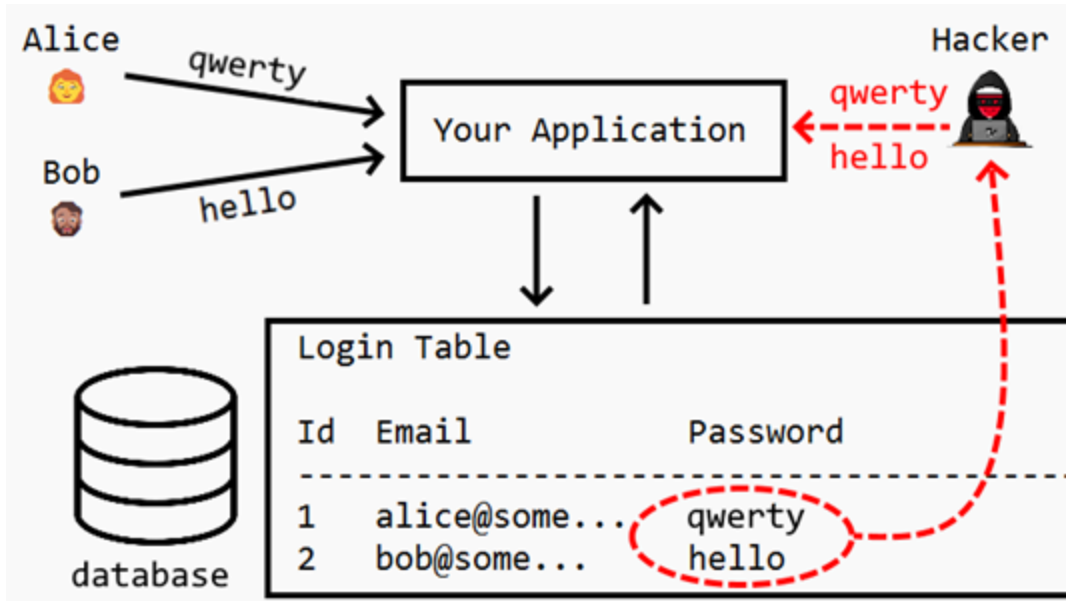 Alice
qwerty
Bob
hello
Your Application
Hacker
qwerty
hello
Login Table
Id Email Password
--------------------------------------------------
1 alice@some... qwerty
2 bob@some... hello
database